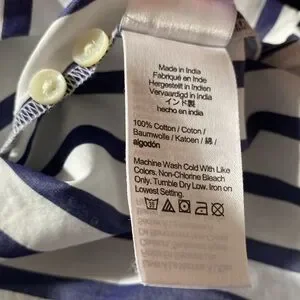 Made in India
Fabriqué en Inde
Hergestellt in Indien
Vervaardigd in India
インド製
hecho en india
100% Cotton / Coton /
Baumwolle / Katoen / 綿 /
algodón
Machine Wash Cold With Like
Colors. Non-Chlorine Bleach
Only. Tumble Dry Low. Iron on
Lowest Setting.